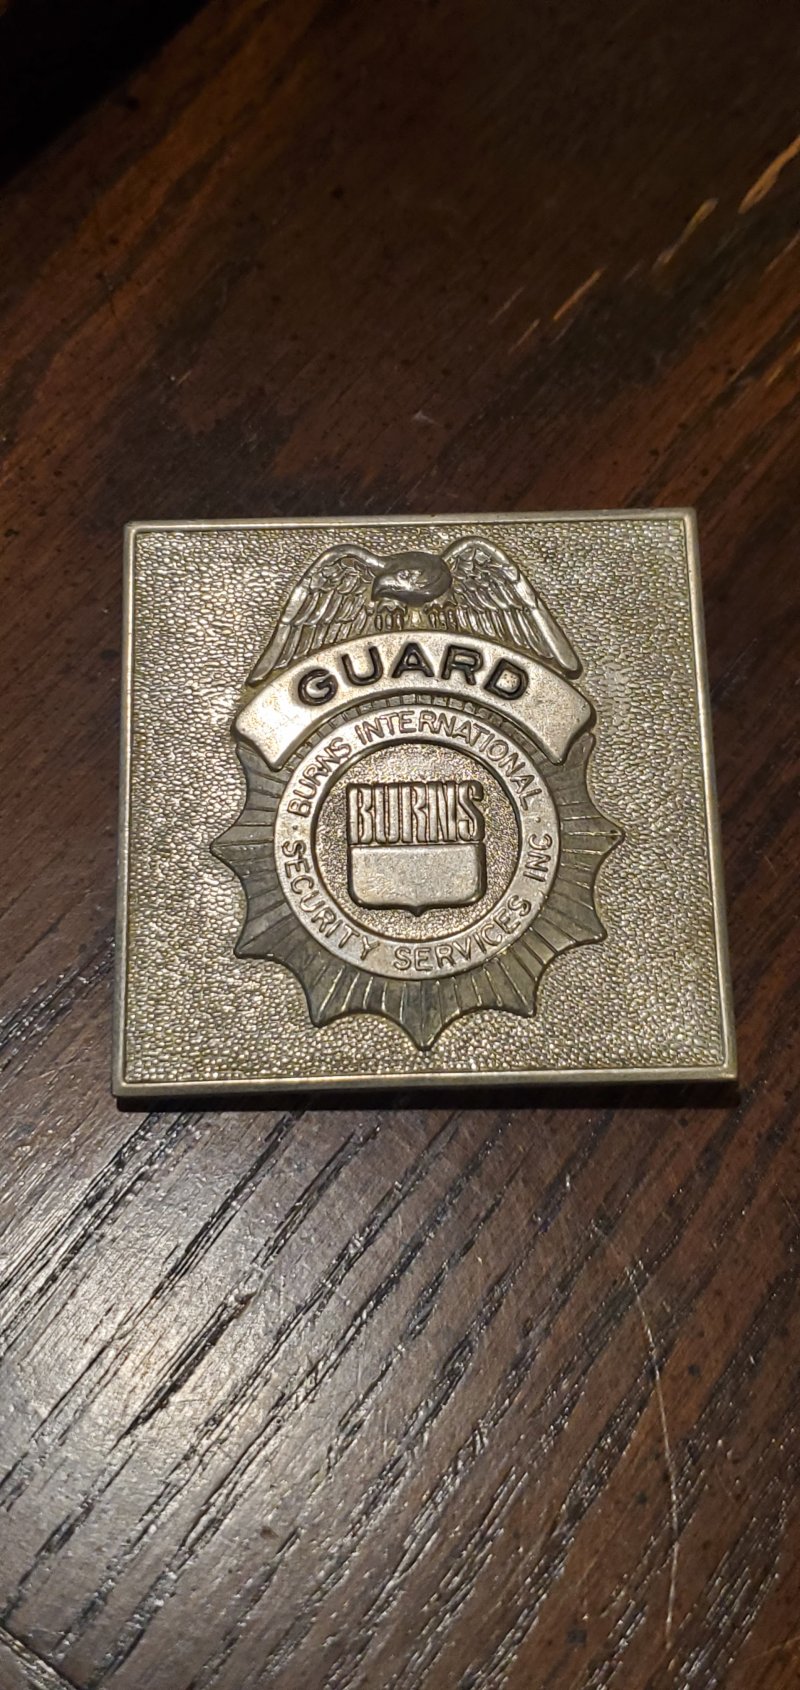 GUARD
· BURNS INTERNATIONAL ·
SECURITY SERVICES INC
BURNS